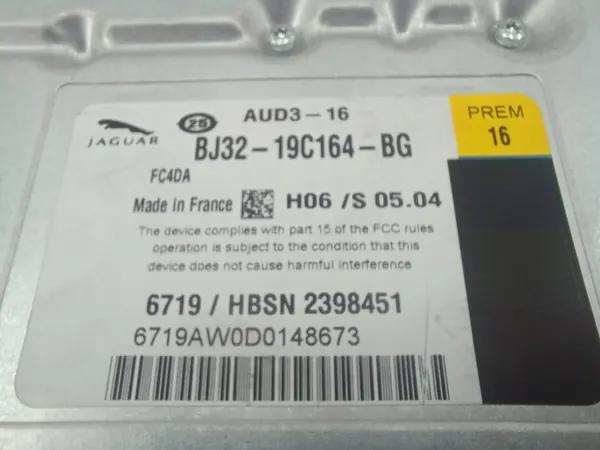 AUD3-16
JAGUAR
25
BJ32-19C164-BG
PREM
16
FC4DA
Made in France
H06 /S 05.04
The device complies with part 15 of the FCC rules
operation is subject to the condition that this
device does not cause harmful interference
6719 / HBSN 2398451
6719AW0D0148673